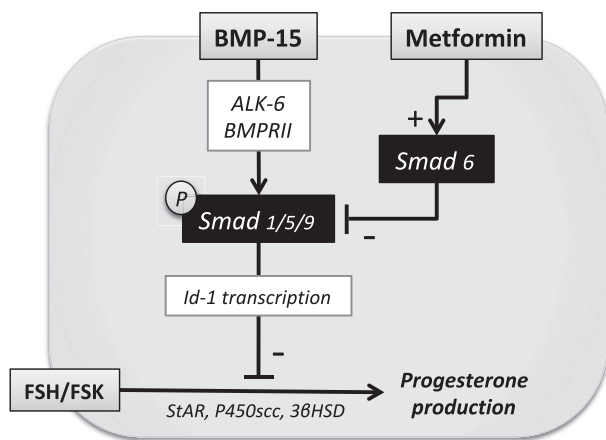 BMP-15
Metformin
ALK-6
BMPRII
+
Smad 6
P
Smad 1/5/9
-
Id-1 transcription
-
FSH/FSK
Progesterone
production
StAR, P450scc, 3βHSD